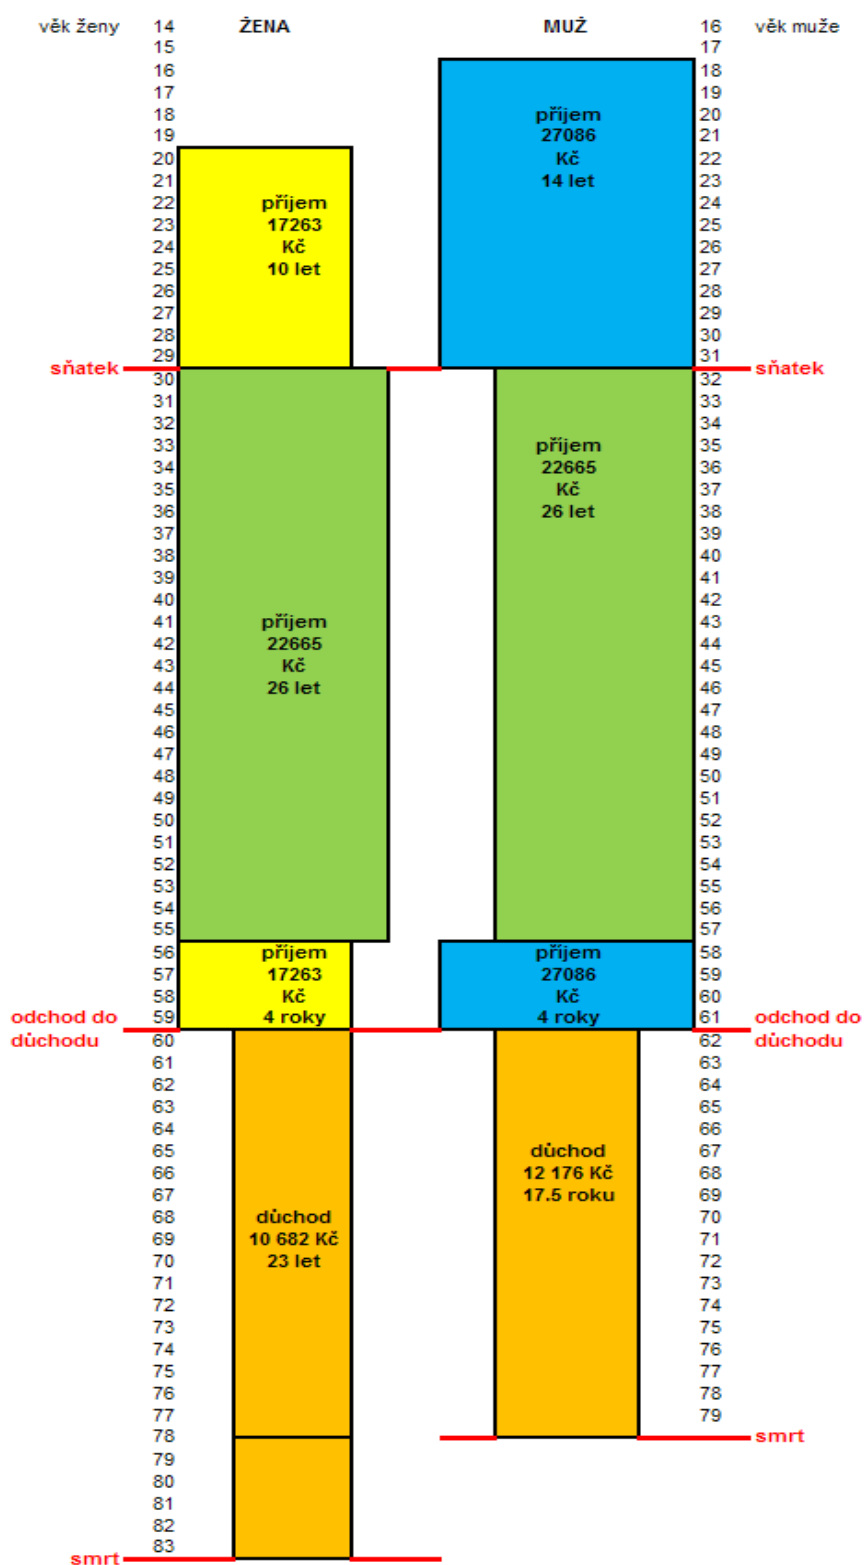 věk ženy 14 ŽENA MUŽ 16 věk muže
15 17
16 18
17 19
18 příjem 20
19 27086 21
20 Kč 22
21 14 let 23
22 příjem 24
23 17263 25
24 Kč 26
25 10 let 27
26 28
27 29
28 30
29 31
sňatek sňatek
30 32
31 33
32 34
33 příjem 35
34 22665 36
35 Kč 37
36 26 let 38
37 39
38 40
39 41
40 42
41 příjem 43
42 22665 44
43 Kč 45
44 26 let 46
45 47
46 48
47 49
48 50
49 51
50 52
51 53
52 54
53 55
54 56
55 57
56 příjem příjem 58
57 17263 27086 59
58 Kč Kč 60
odchod do 59 4 roky 4 roky 61 odchod do
důchodu 60 62 důchodu
61 63
62 64
63 65
64 66
65 důchod 67
66 12 176 Kč 68
67 17.5 roku 69
68 důchod 70
69 10 682 Kč 71
70 23 let 72
71 73
72 74
73 75
74 76
75 77
76 78
77 79
78 smrt
79
80
81
82
83
smrt